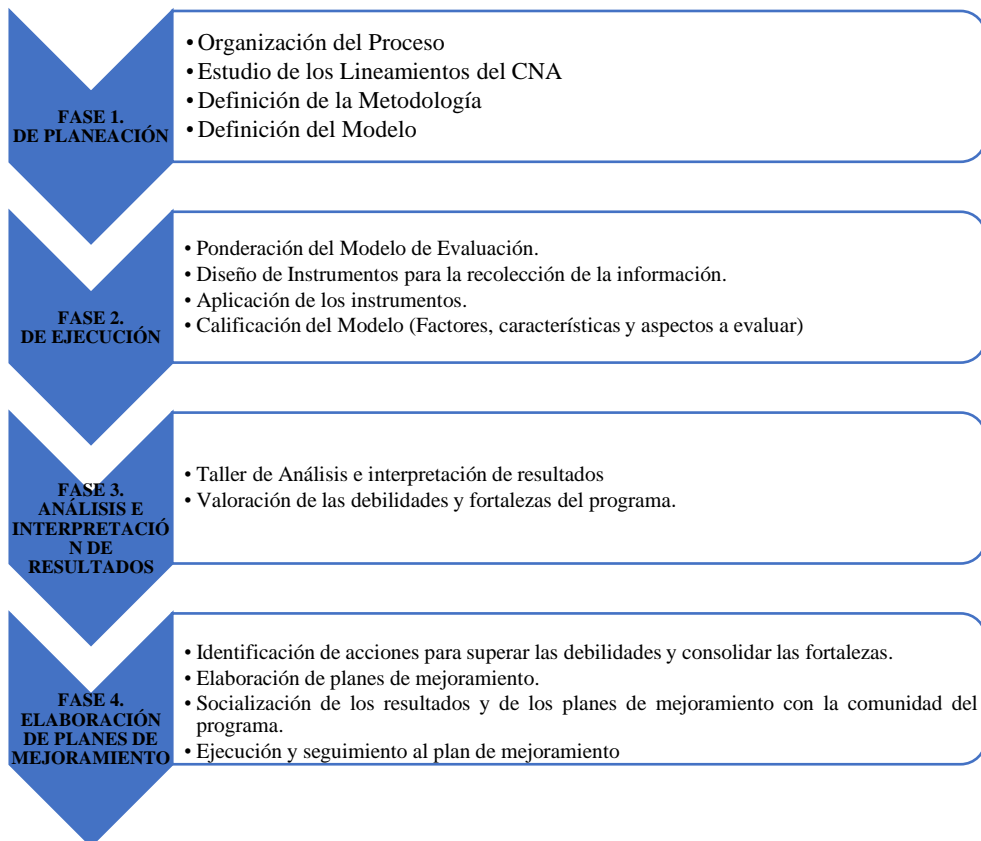 FASE 1.
DE PLANEACIÓN
• Organización del Proceso
• Estudio de los Lineamientos del CNA
• Definición de la Metodología
• Definición del Modelo
FASE 2.
DE EJECUCIÓN
• Ponderación del Modelo de Evaluación.
• Diseño de Instrumentos para la recolección de la información.
• Aplicación de los instrumentos.
• Calificación del Modelo (Factores, características y aspectos a evaluar)
FASE 3.
ANÁLISIS E
INTERPRETACIÓ
N DE
RESULTADOS
• Taller de Análisis e interpretación de resultados
• Valoración de las debilidades y fortalezas del programa.
FASE 4.
ELABORACIÓN
DE PLANES DE
MEJORAMIENTO
• Identificación de acciones para superar las debilidades y consolidar las fortalezas.
• Elaboración de planes de mejoramiento.
• Socialización de los resultados y de los planes de mejoramiento con la comunidad del
programa.
• Ejecución y seguimiento al plan de mejoramiento